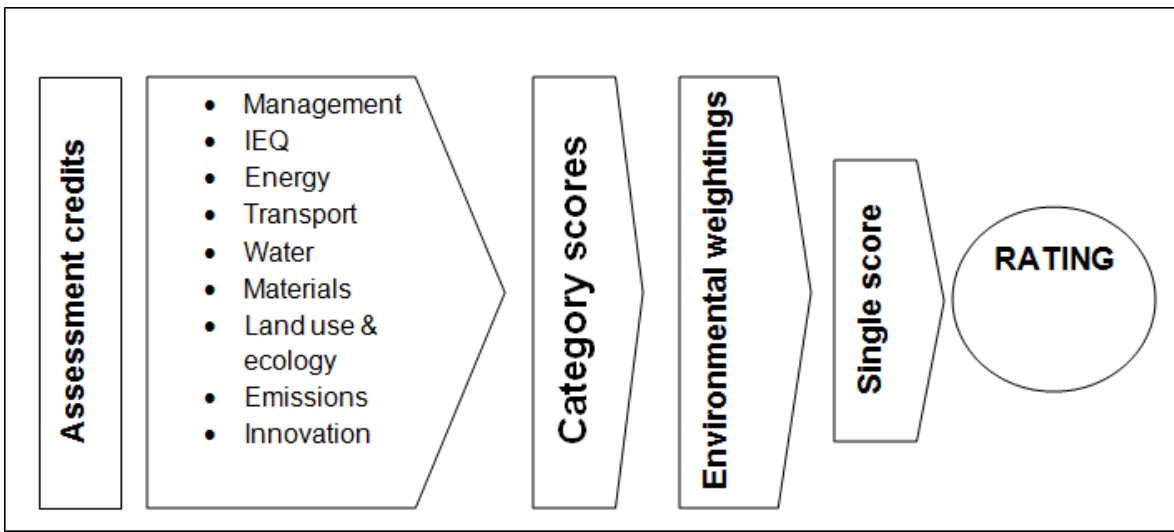 Assessment credits
• Management
• IEQ
• Energy
• Transport
• Water
• Materials
• Land use &
ecology
• Emissions
• Innovation
Category scores
Environmental weightings
Single score
RATING